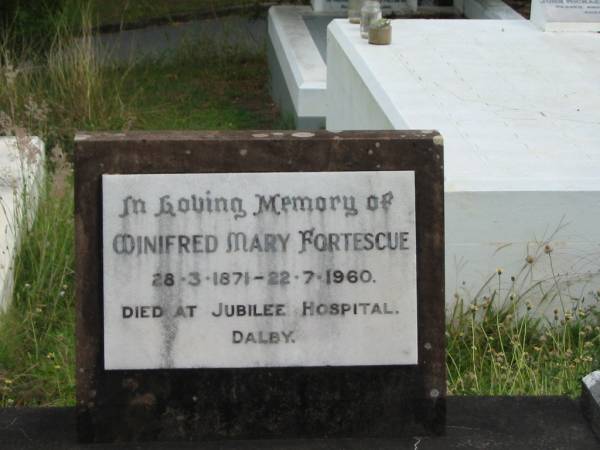 In Loving Memory of
Winifred Mary Fortescue
28-3-1871-22-7-1960.
Died at Jubilee Hospital.
Dalby.